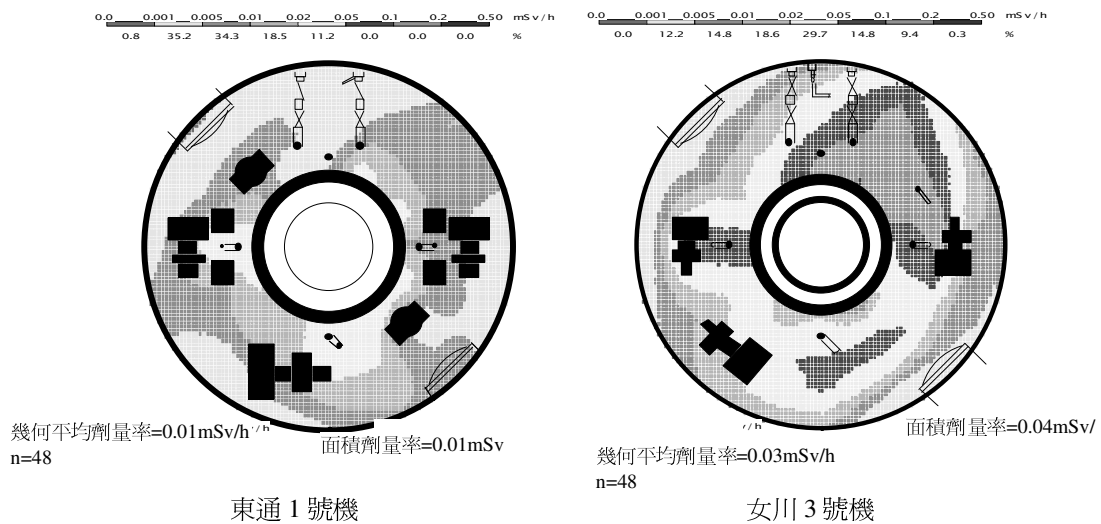 0.0 0.001 0.005 0.01 0.02 0.05 0.1 0.2 0.50 mSv/h
0.8 35.2 34.3 18.5 11.2 0.0 0.0 0.0 %
幾何平均劑量率=0.01mSv/h
n=48
面積劑量率=0.01mSv
東通 1 號機
0.0 0.001 0.005 0.01 0.02 0.05 0.1 0.2 0.50 mSv/h
0.0 12.2 14.8 18.6 29.7 14.8 9.4 0.3 %
面積劑量率=0.04mSv/
幾何平均劑量率=0.03mSv/h
n=48
女川 3 號機